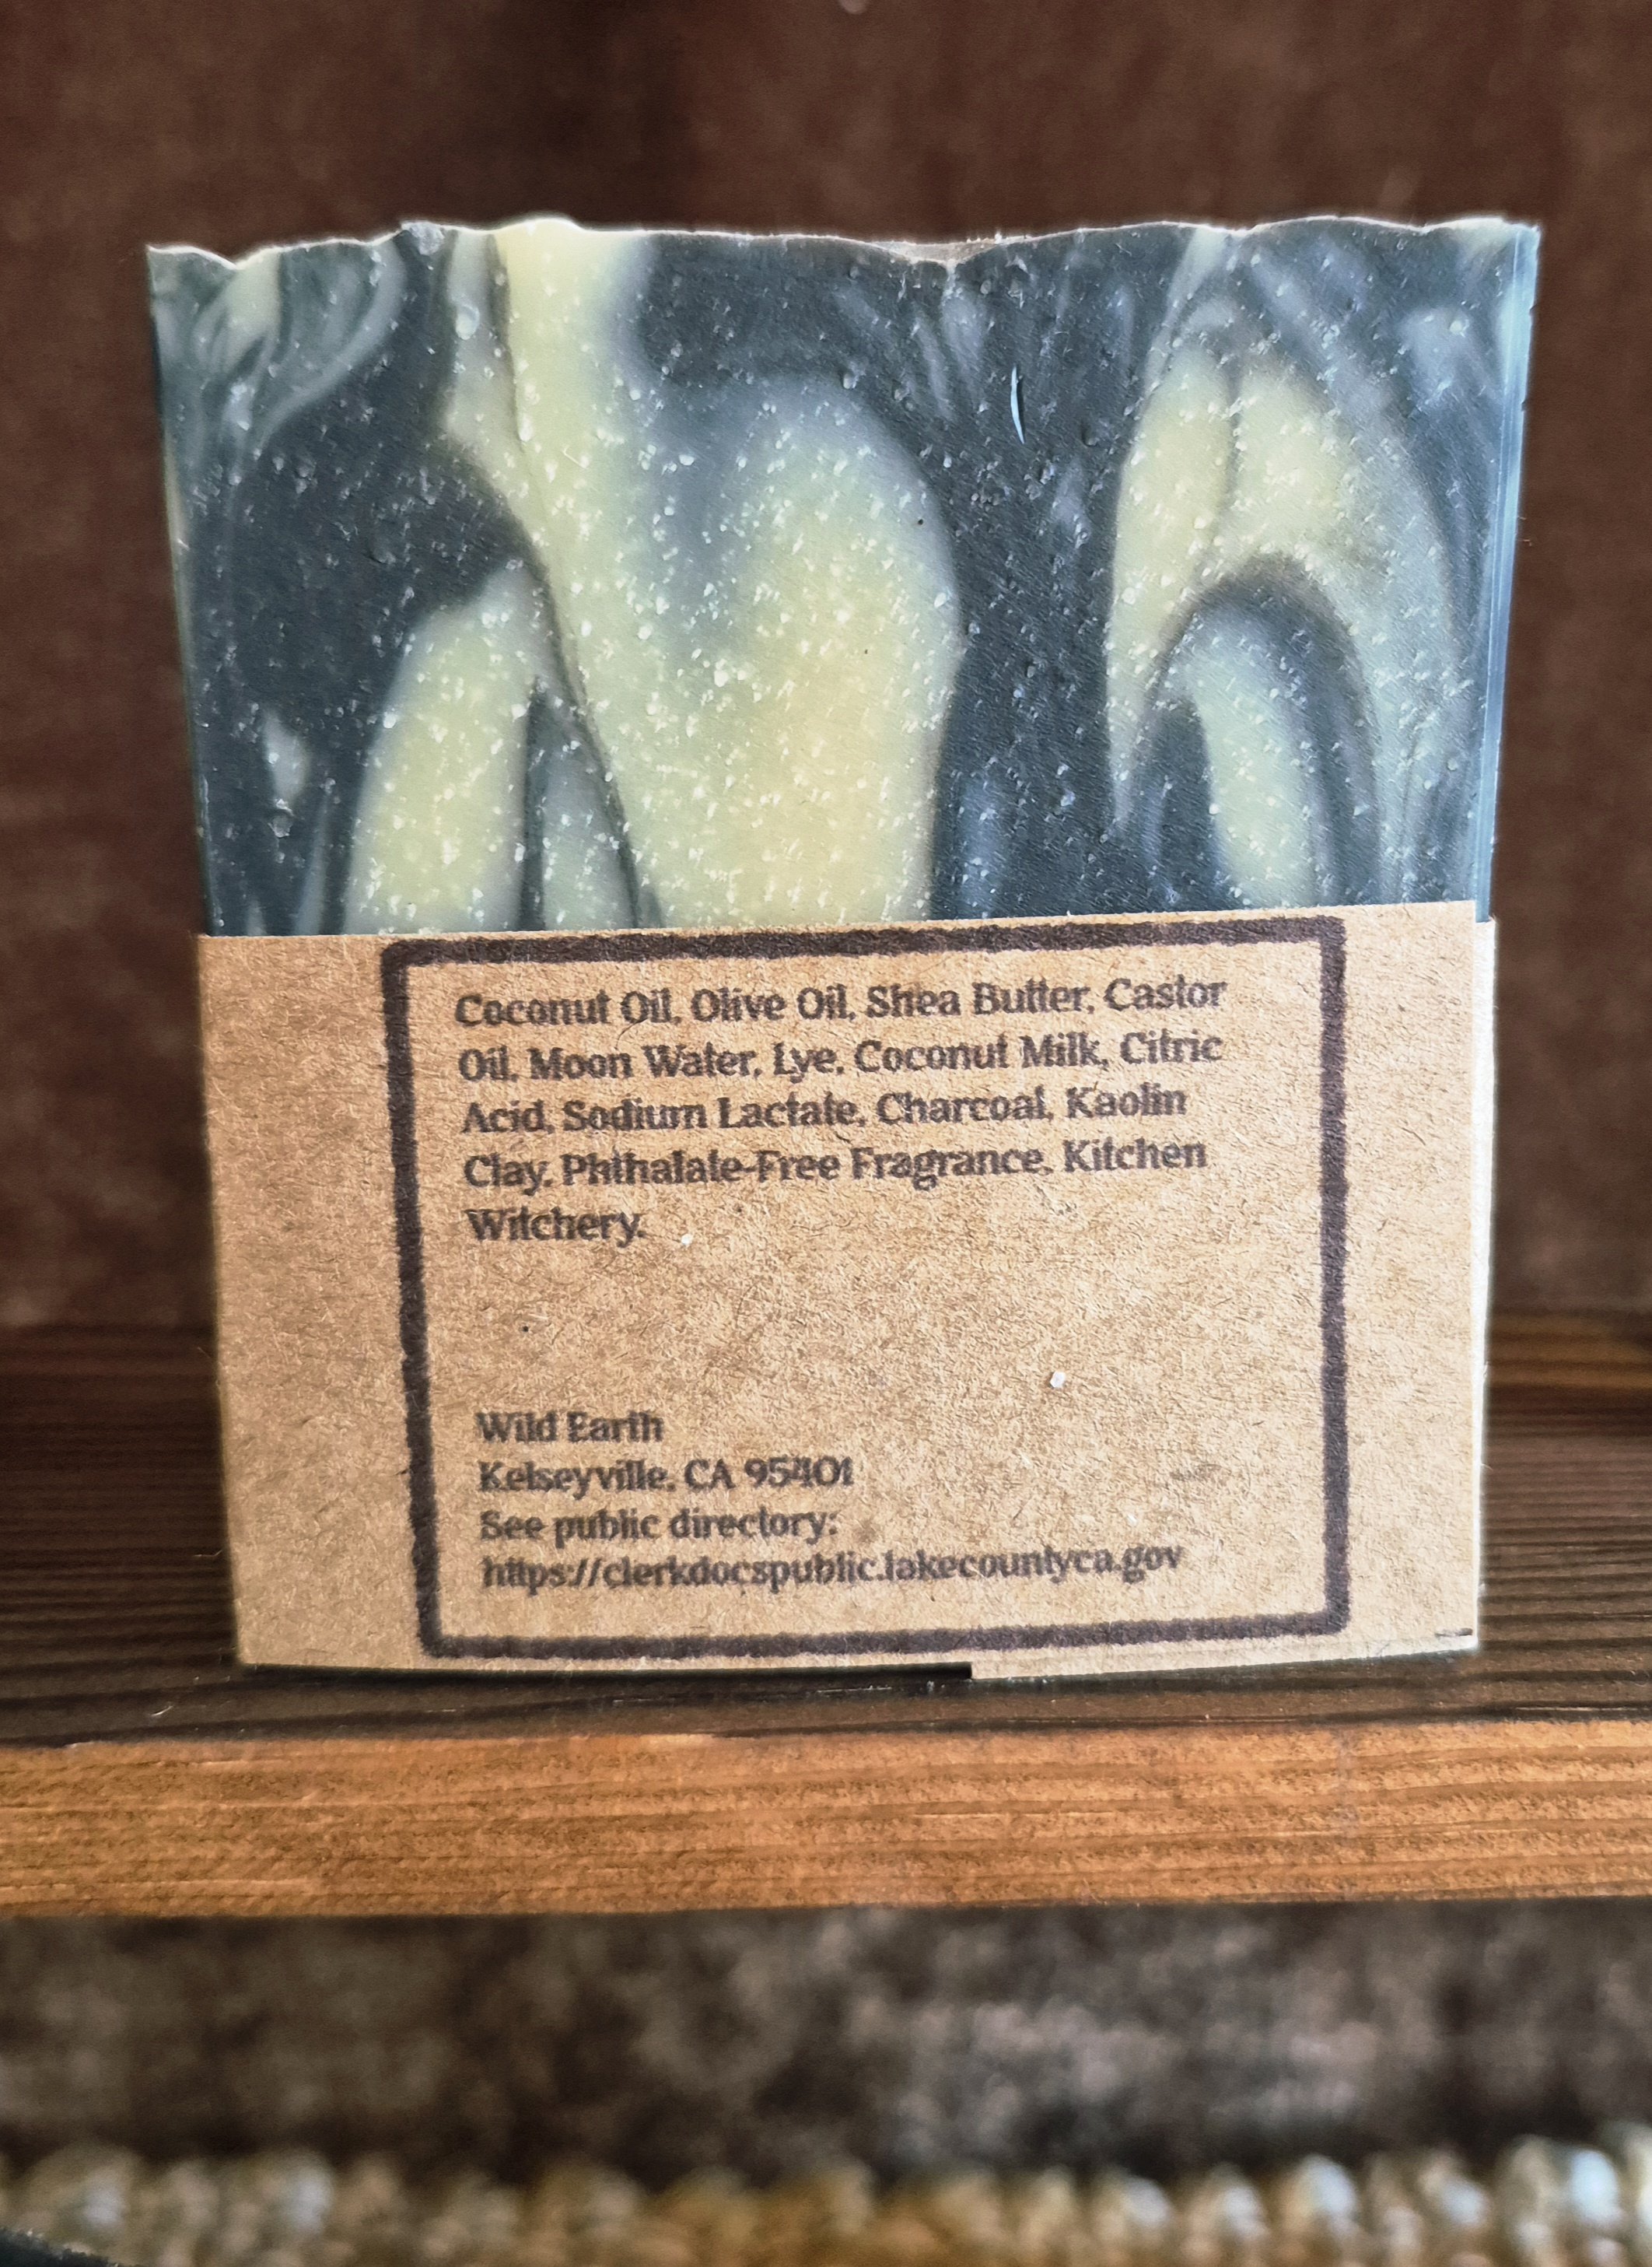 Coconut Oil, Olive Oil, Shea Butter, Castor
Oil, Moon Water, Lye, Coconut Milk, Citric
Acid, Sodium Lactate, Charcoal, Kaolin
Clay, Phthalate-Free Fragrance, Kitchen
Witchery.
Wild Earth
Kelseyville, CA 95401
See public directory:
https://clerkdocspublic.lakecountyca.gov